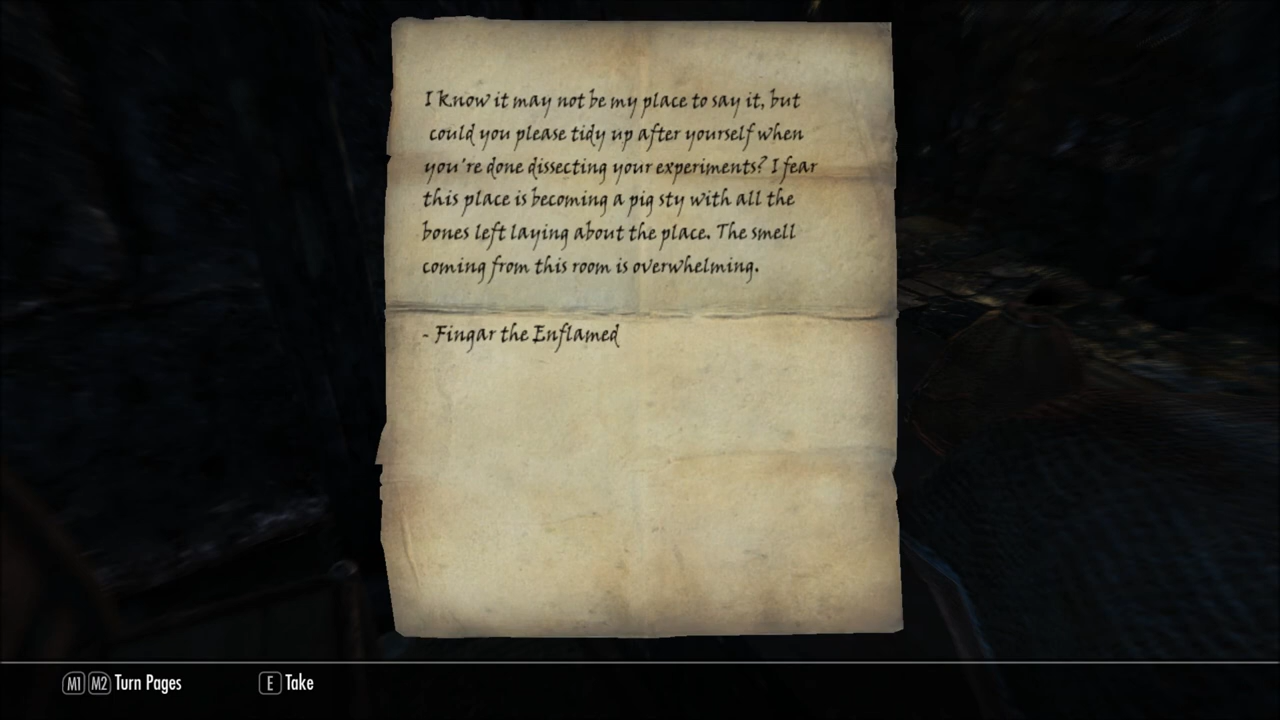 I know it may not be my place to say it, but
could you please tidy up after yourself when
you're done dissecting your experiments? I fear
this place is becoming a pig sty with all the
bones left laying about the place. The smell
coming from this room is overwhelming.
- Fingar the Enflamed
M1 M2 Turn Pages E Take